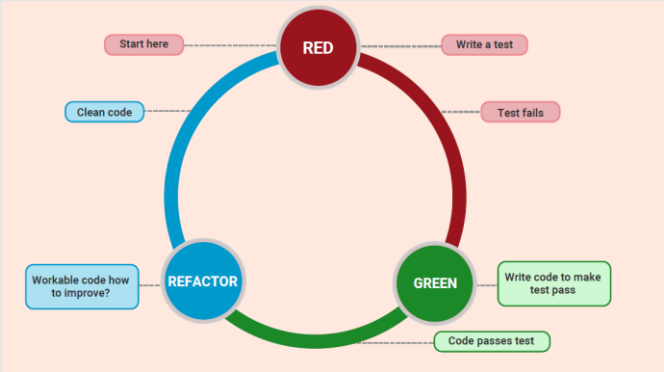 Start here
RED
Write a test
Clean code
Test fails
Workable code how
to improve?
REFACTOR
GREEN
Write code to make
test pass
Code passes test